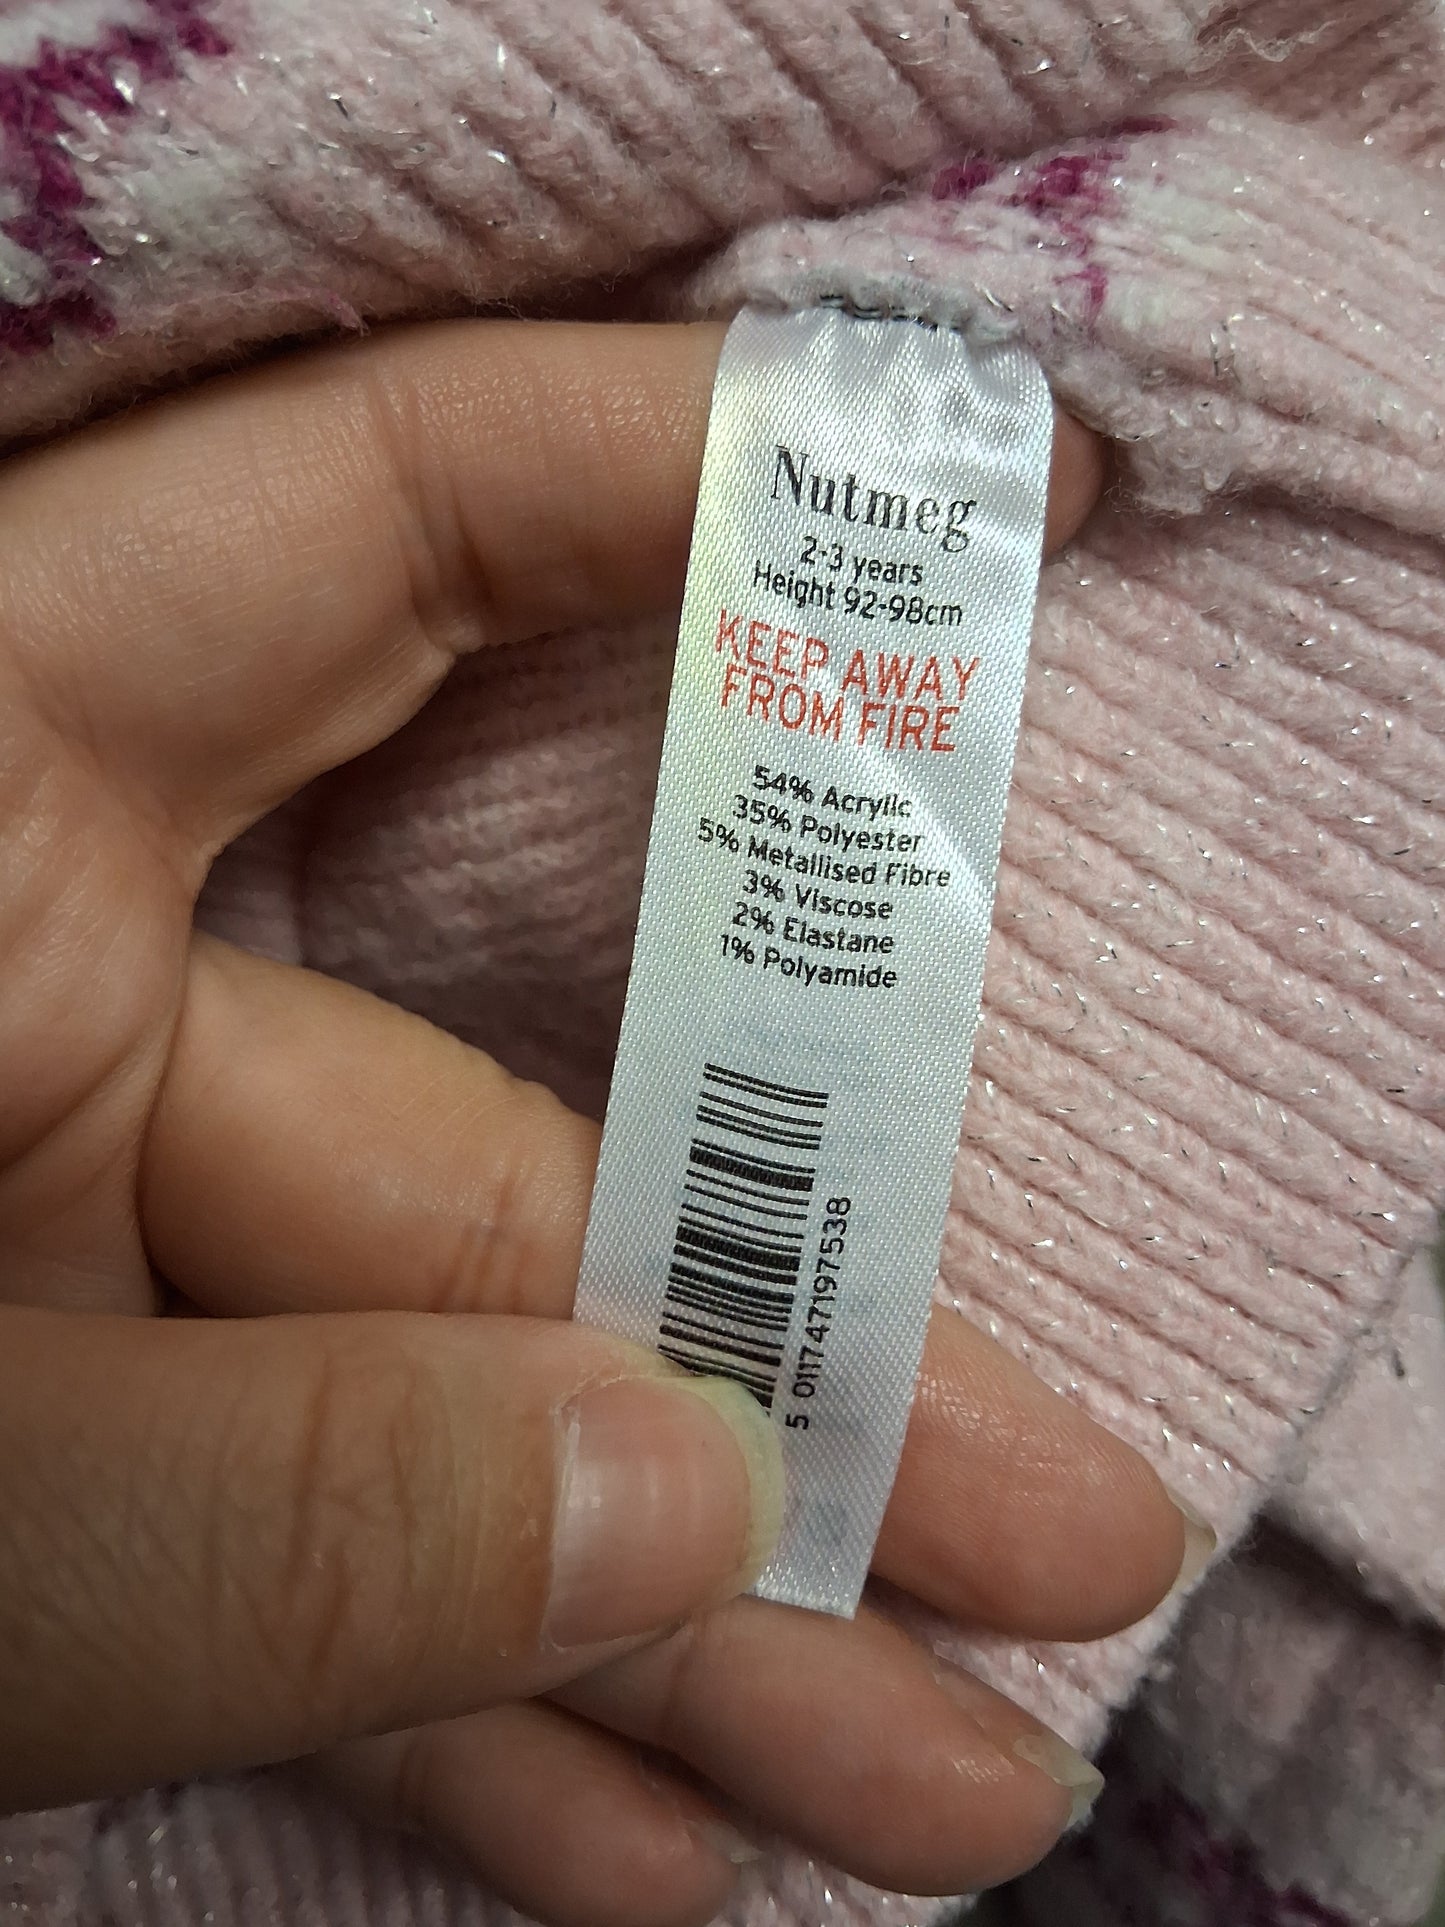 Nutmeg
2-3 years
Height 92-98cm
KEEP AWAY
FROM FIRE
54% Acrylic
35% Polyester
5% Metallised Fibre
3% Viscose
2% Elastane
1% Polyamide
5 011747197538